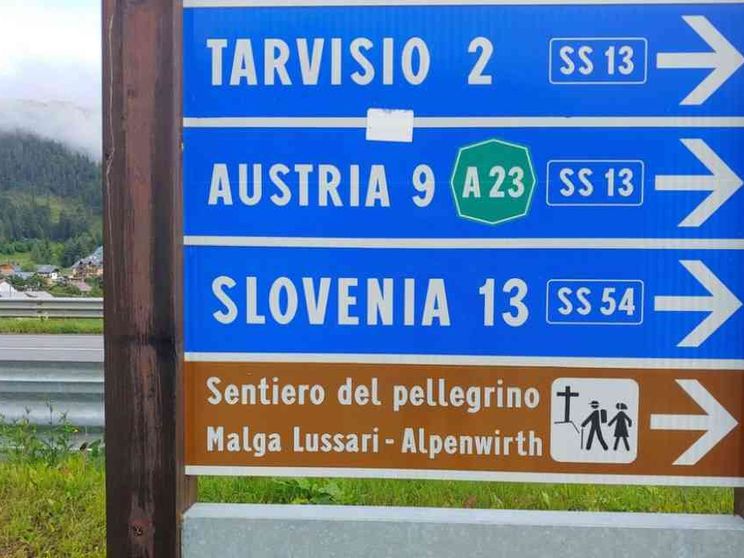 TARVISIO 2 SS 13
AUSTRIA 9 A 23 SS 13
SLOVENIA 13 SS 54
Sentiero del pellegrino
Malga Lussari - Alpenwirth